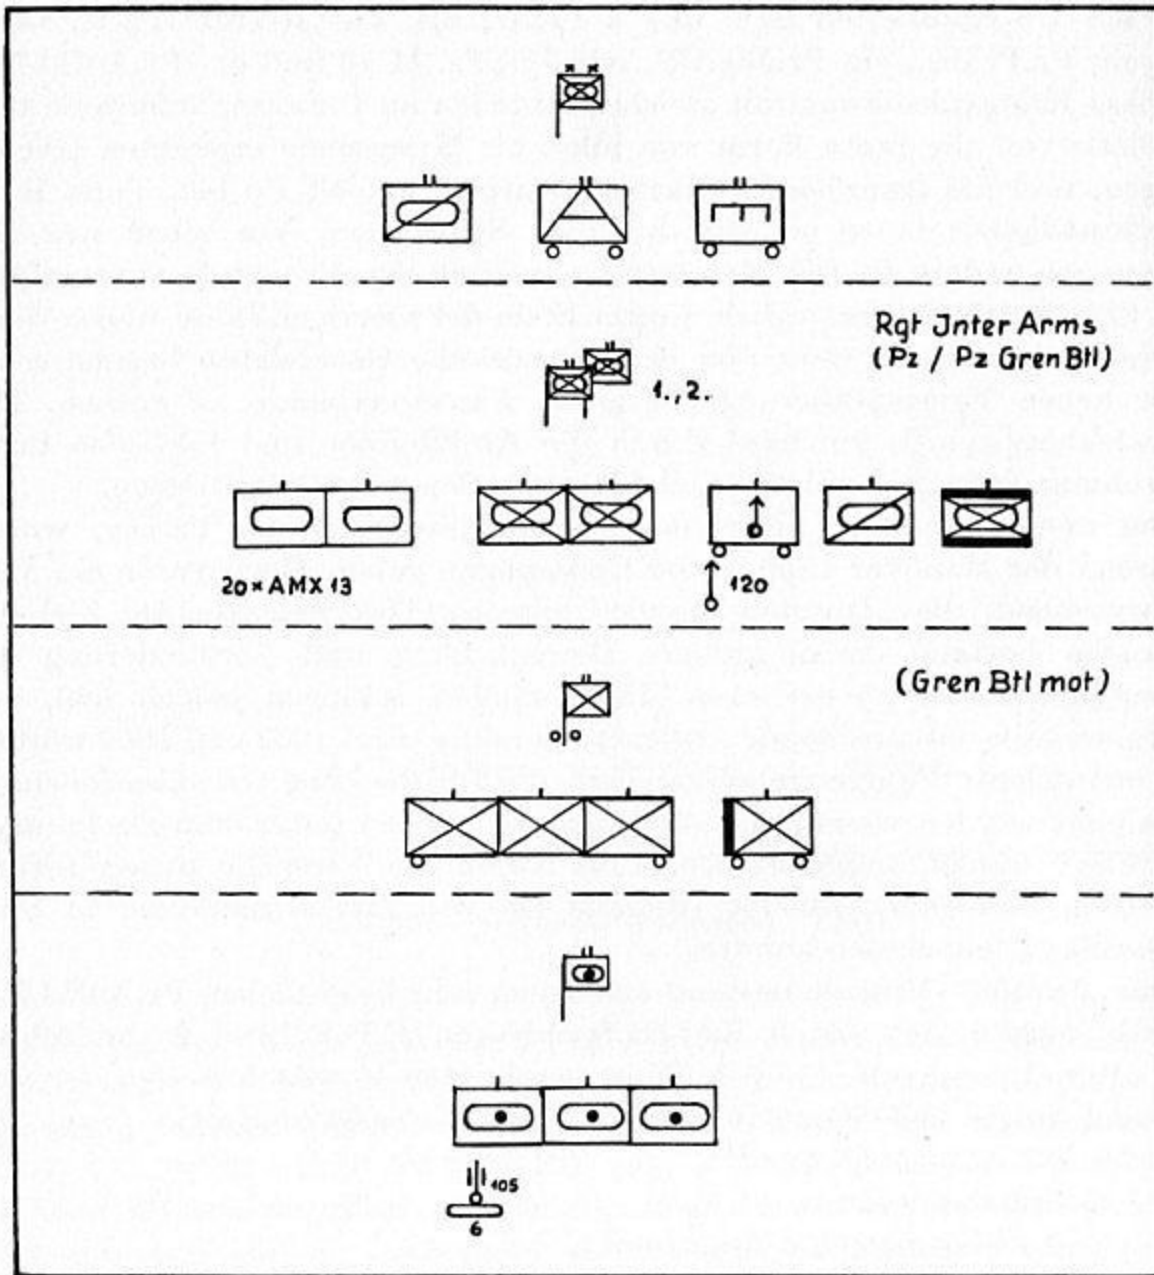 Rgt Jnter Arms
(Pz / Pz Gren Btl)
1.,2.
20 × AMX 13
120
(Gren Btl mot)
105
6